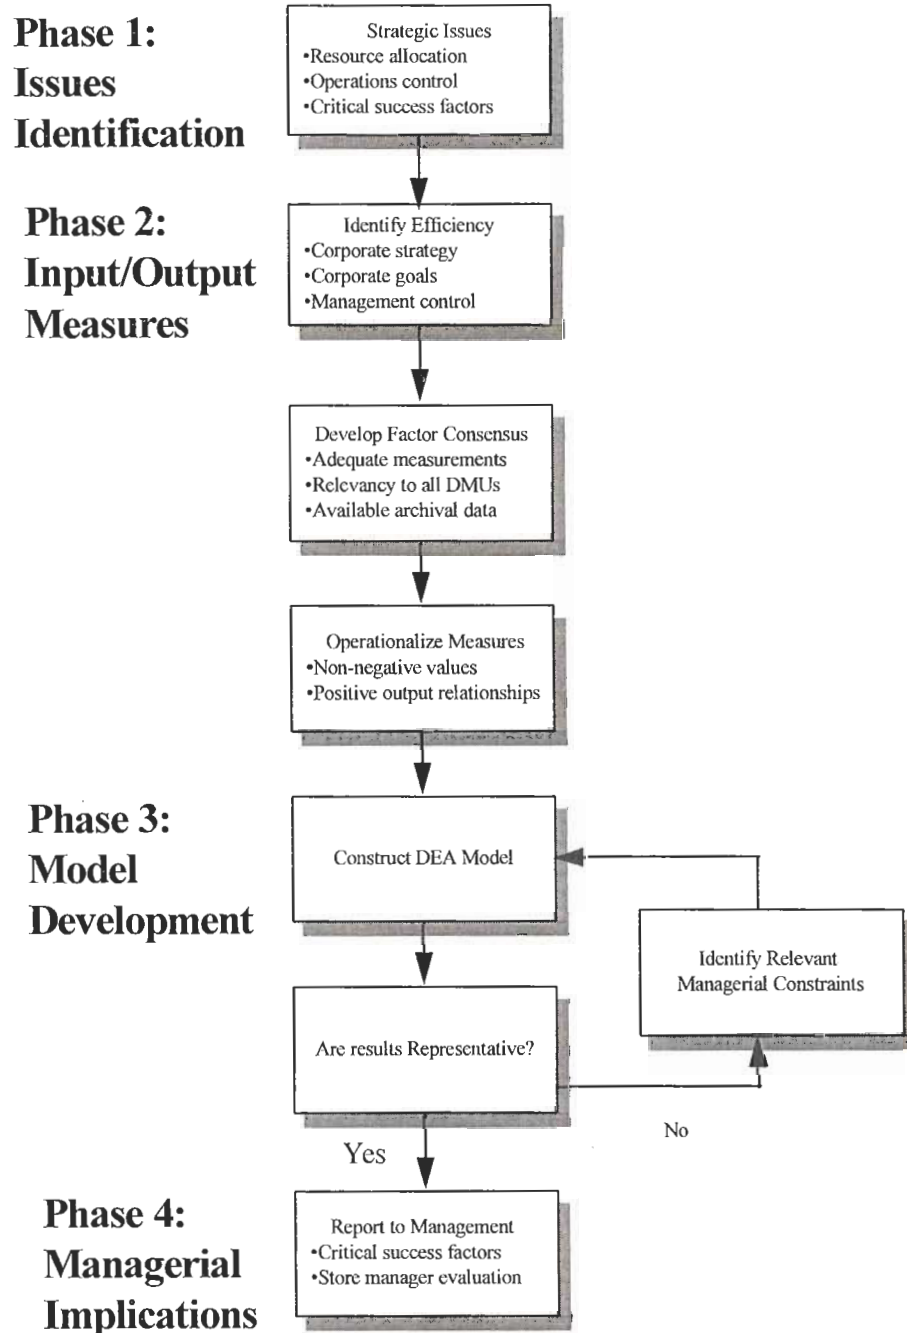 Phase 1:
Issues
Identification
Strategic Issues
•Resource allocation
•Operations control
•Critical success factors
Phase 2:
Input/Output
Measures
Identify Efficiency
•Corporate strategy
•Corporate goals
•Management control
Develop Factor Consensus
•Adequate measurements
•Relevancy to all DMUs
•Available archival data
Operationalize Measures
•Non-negative values
•Positive output relationships
Phase 3:
Model
Development
Construct DEA Model
Identify Relevant
Managerial Constraints
Are results Representative?
No
Yes
Phase 4:
Managerial
Implications
Report to Management
•Critical success factors
•Store manager evaluation